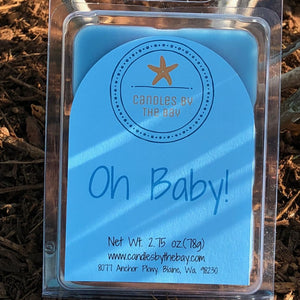 CANDLES BY
THE BAY
Oh Baby!
Net Wt. 2.75 oz.(78g)
www.candlesbythebay.com
8077 Anchor Pkwy. Blaine, Wa. 98230